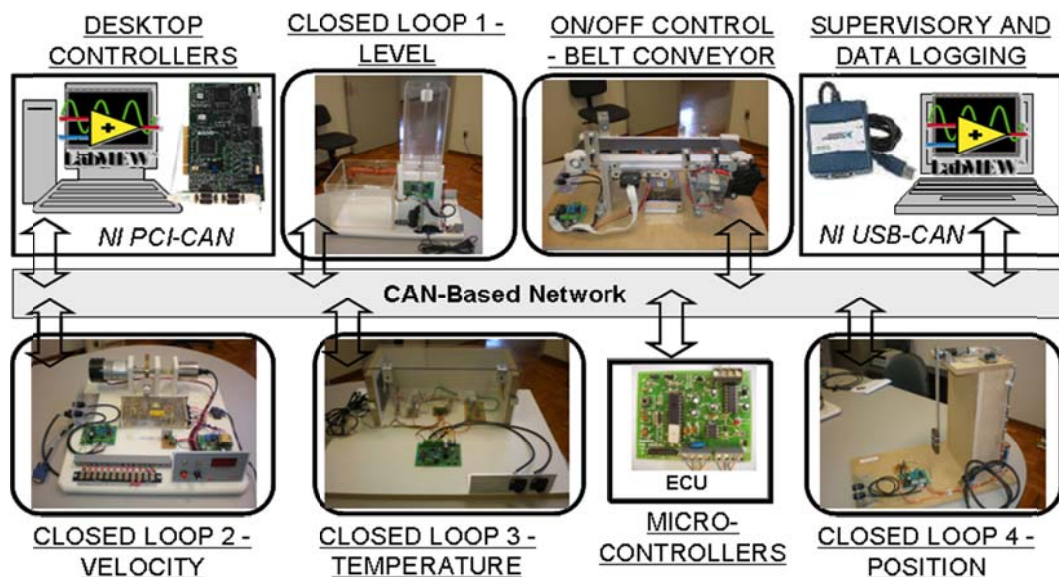 DESKTOP
CONTROLLERS
LabVIEW
NI PCI-CAN
CLOSED LOOP 1 -
LEVEL
ON/OFF CONTROL
- BELT CONVEYOR
SUPERVISORY AND
DATA LOGGING
LabVIEW
NI USB-CAN
CAN-Based Network
CLOSED LOOP 2 -
VELOCITY
CLOSED LOOP 3 -
TEMPERATURE
ECU
MICRO-
CONTROLLERS
CLOSED LOOP 4 -
POSITION